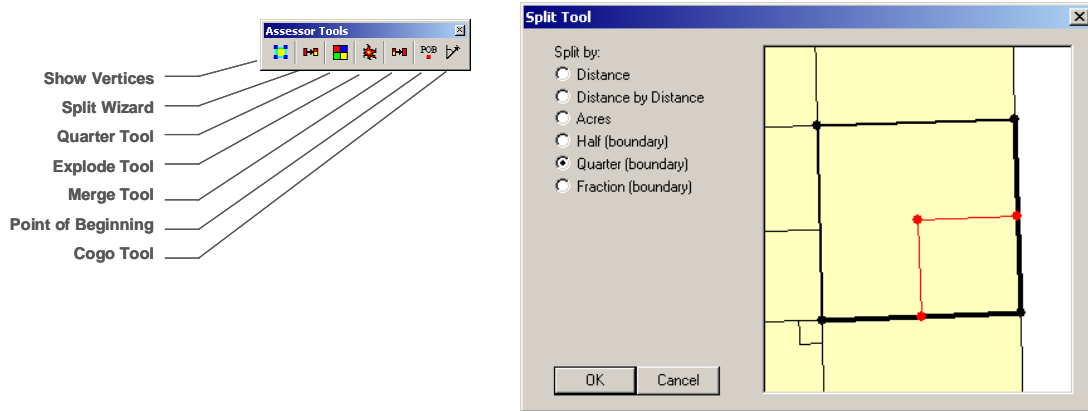 Assessor Tools
POB
Show Vertices
Split Wizard
Quarter Tool
Explode Tool
Merge Tool
Point of Beginning
Cogo Tool
Split Tool
Split by:
Distance
Distance by Distance
Acres
Half (boundary)
Quarter (boundary)
Fraction (boundary)
OK
Cancel